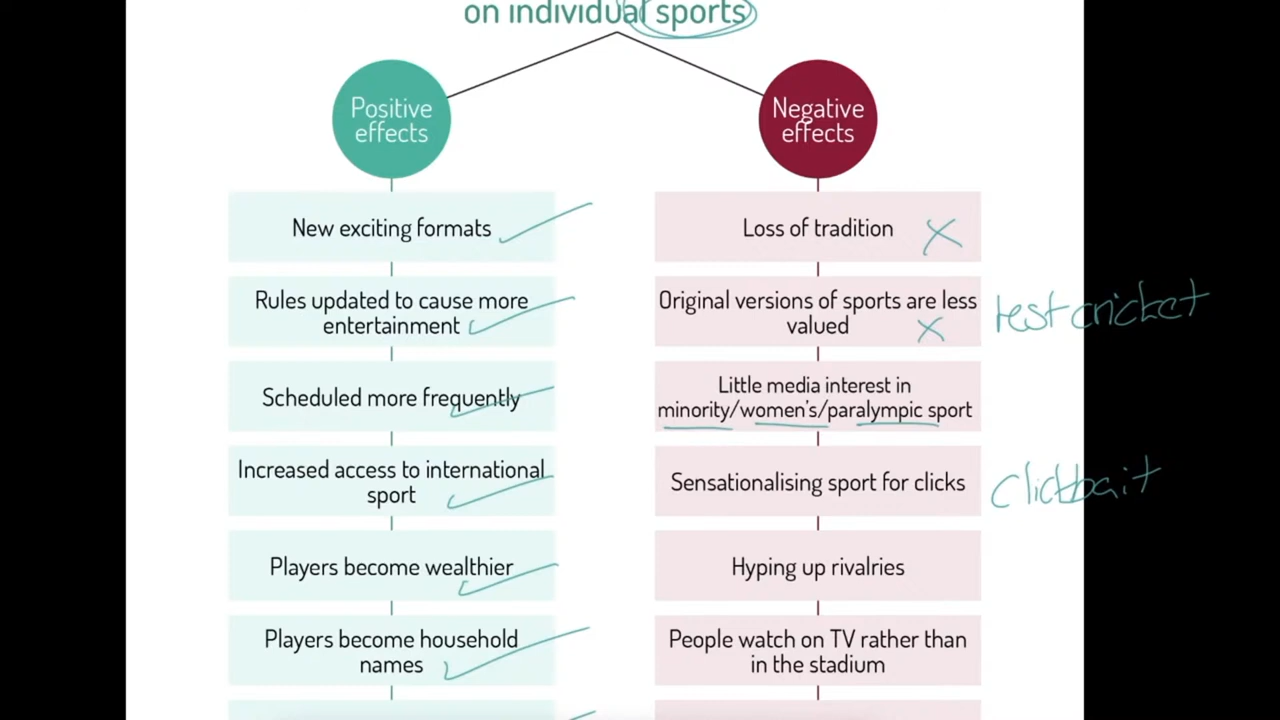 on individual sports
Positive
effects
Negative
effects
New exciting formats
Loss of tradition
Rules updated to cause more
entertainment
Original versions of sports are less
valued
test cricket
Scheduled more frequently
Little media interest in
minority/women's/paralympic sport
Increased access to international
sport
Sensationalising sport for clicks
clickbait
Players become wealthier
Hyping up rivalries
Players become household
names
People watch on TV rather than
in the stadium